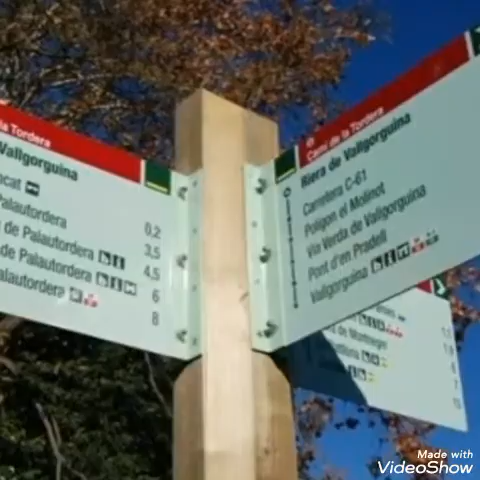 la Tordera
Vallgorguina
cat
Palautordera 0,2
de Palautordera 3,5
de Palautordera 4,5
alautordera 6
8
Camí de la Tordera
Riera de Vallgorguina
Carretera C-61
Polígon el Molinot
Via Verda de Vallgorguina
Pont d'en Pradell
Vallgorguina
de Montnegre
Made with
VideoShow